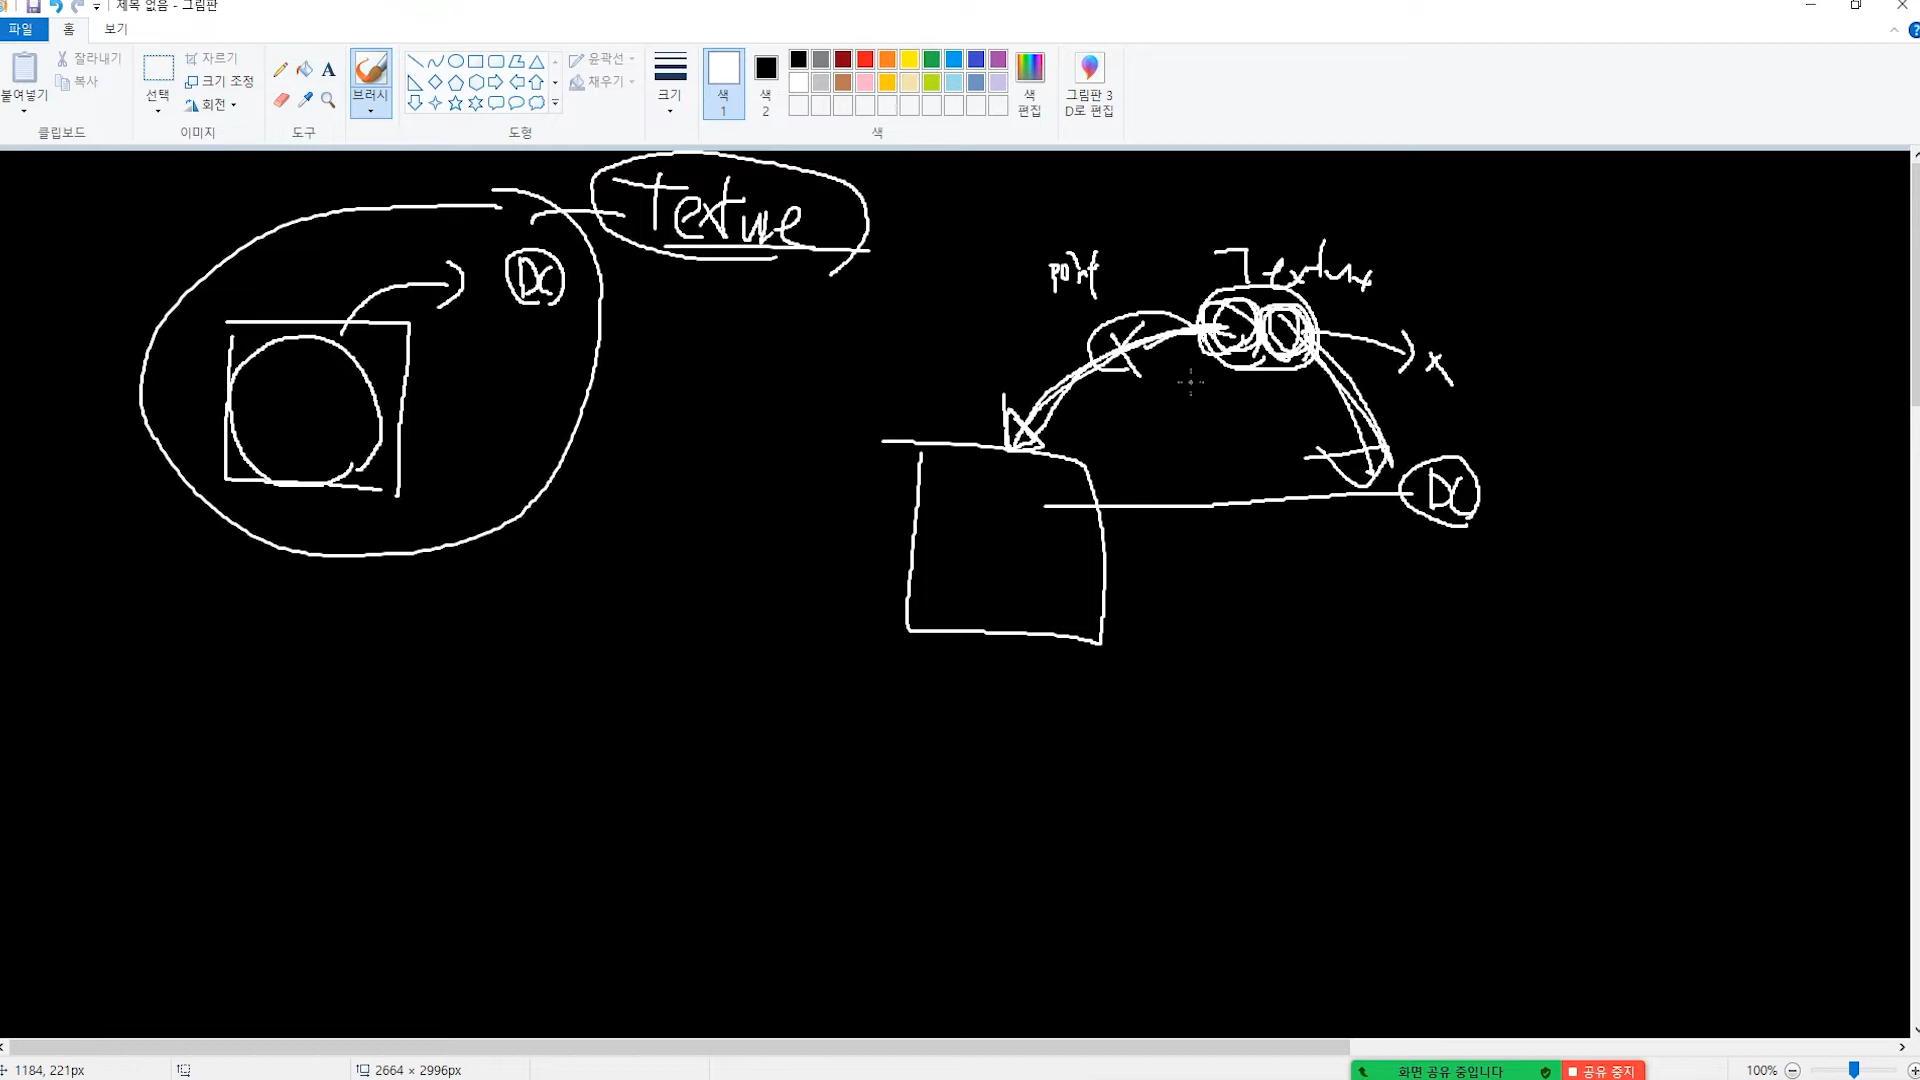 제목 없음 - 그림판
파일 홈 보기
붙여넣기
잘라내기
복사
클립보드
선택
자르기
크기 조정
회전
이미지
A
도구
브러시
윤곽선
채우기
도형
크기
색
1
색
2
색
편집
색
그림판 3
D로 편집
Texture
DC
point
Texture
X
X
DC
1184, 221px
2664 × 2996px
화면 공유 중입니다
공유 중지
100%